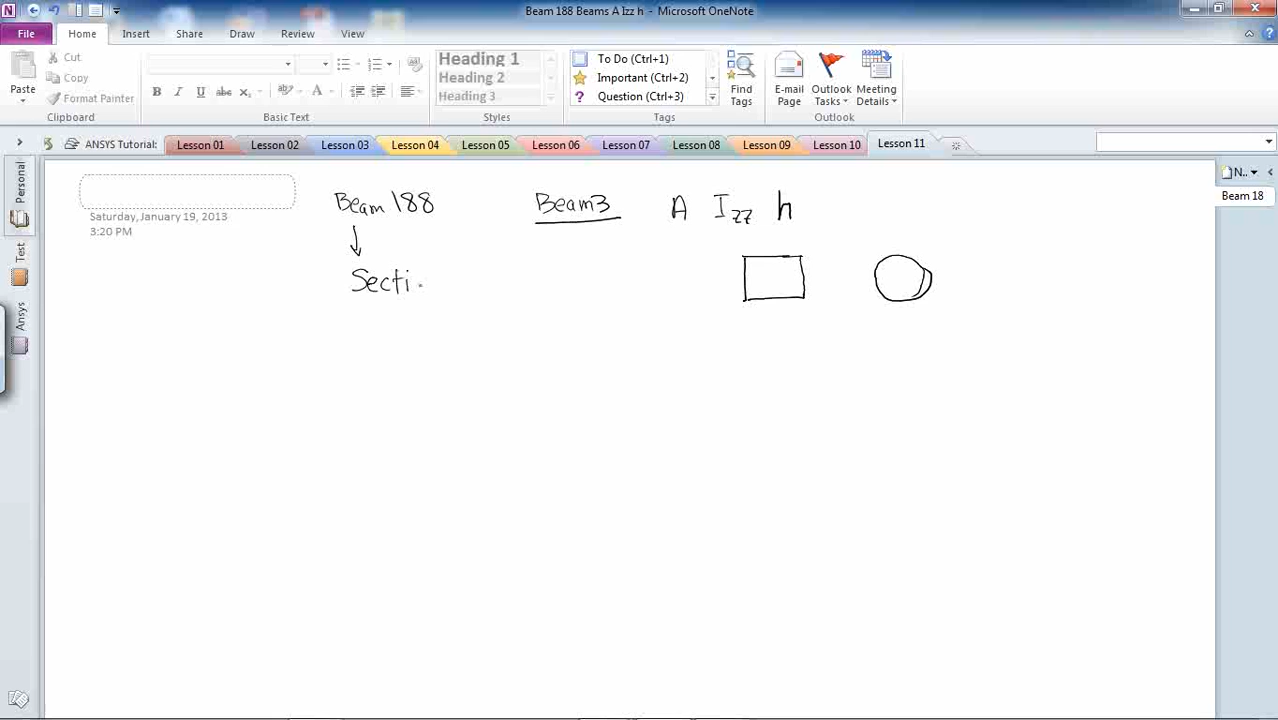 Beam 188 Beams A Izz h - Microsoft OneNote
File Home Insert Share Draw Review View
Paste
Cut
Copy
Format Painter
Clipboard
B I U abc
Basic Text
Heading 1
Heading 2
Heading 3
Styles
To Do (Ctrl+1)
Important (Ctrl+2)
Question (Ctrl+3)
Tags
Find Tags
E-mail Page
Outlook Tasks
Meeting Details
Outlook
ANSYS Tutorial: Lesson 01 Lesson 02 Lesson 03 Lesson 04 Lesson 05 Lesson 06 Lesson 07 Lesson 08 Lesson 09 Lesson 10 Lesson 11
N..
Beam 18
Personal
Test
Ansys
Saturday, January 19, 2013
3:20 PM
Beam 188 Beam3 A Izz h
Secti